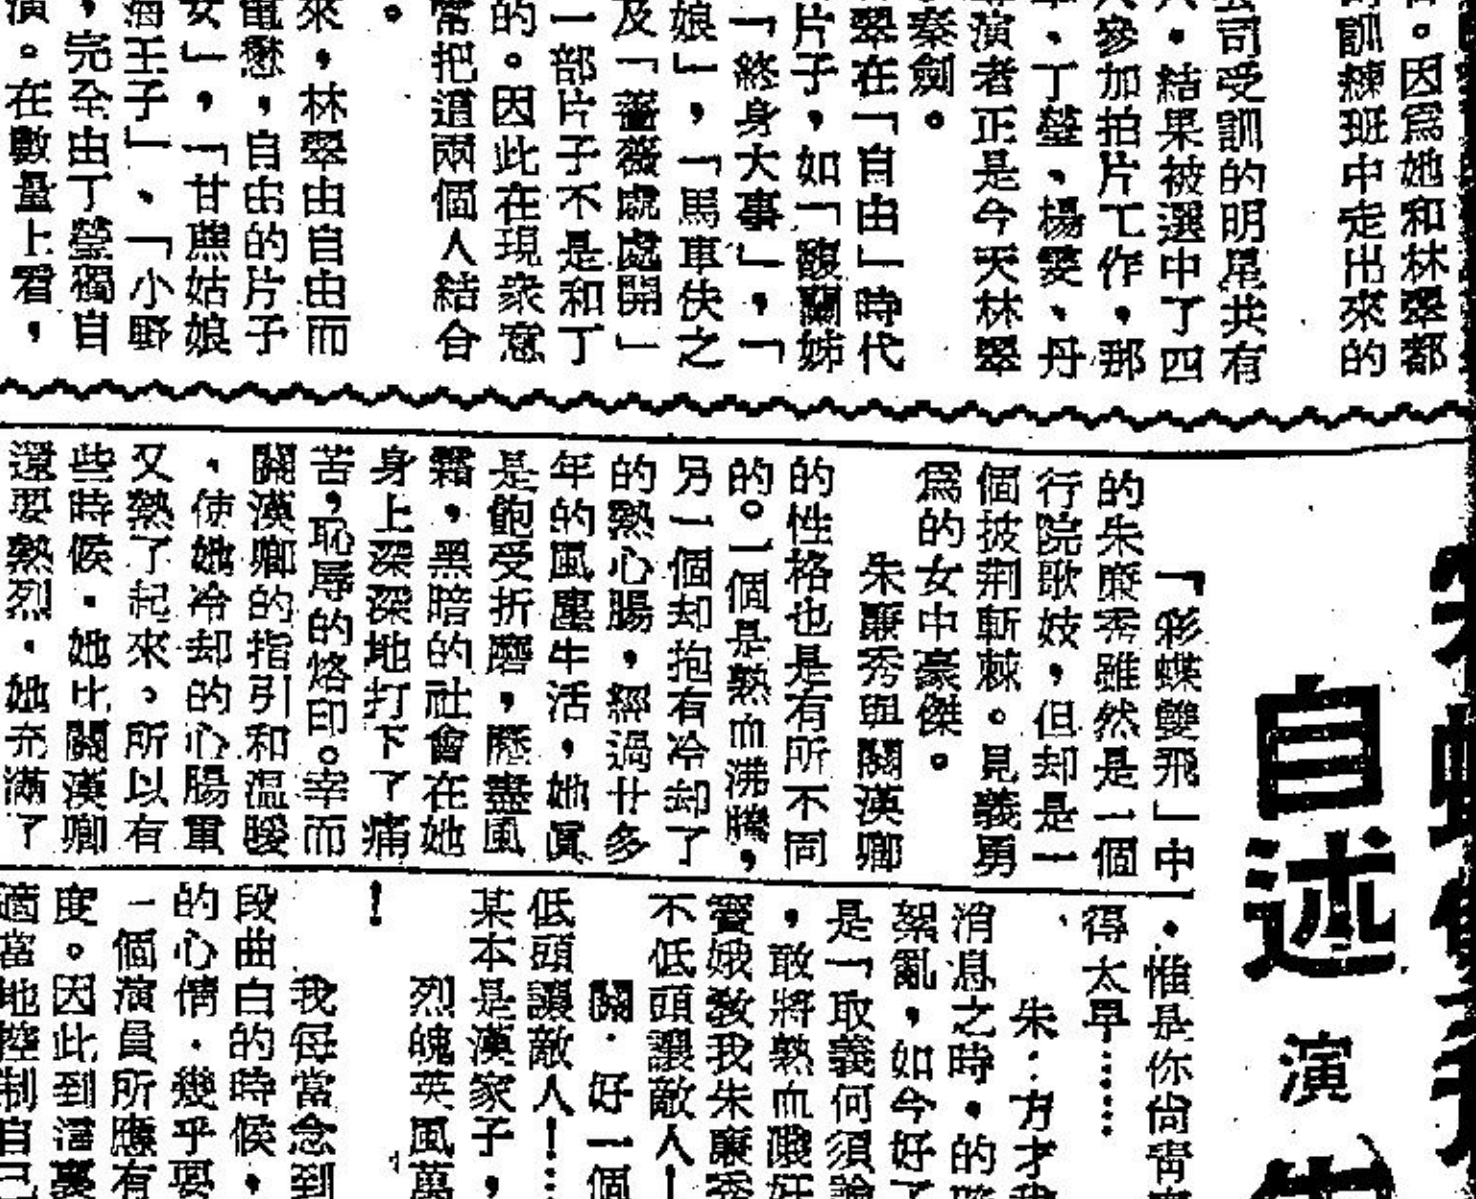 。因爲她和林翠都
訓練班中走出來的
公司受訓的明星共有
。結果被選中了四
參加拍片工作,那
、丁瑩、楊雯、丹
演者正是今天林翠
秦劍。
翠在「自由」時代
片子,如「馥蘭姊
「終身大事」,「
娘」,「馬車伕之
及「薔薇處處開」
一部片子不是和丁
的。因此在現衆意
常把這兩個人結合
。
來,林翠由自由而
電懋,自由的片子
女」,「甘蔗姑娘
海王子」、「小野
,完全由丁瑩獨自
演。在數量上看,
自述
演
「彩蝶雙飛」中
的朱廉秀雖然是一個
行院歌妓,但却是一
個披荆斬棘。見義勇
爲的女中豪傑。
朱廉秀與關漢卿
的性格也是有所不同
的。一個是熱血沸騰,
另一個却抱有冷却了
的熱心腸,經過廿多
年的風塵生活,她眞
是飽受折磨,歷盡風
霜,黑暗的社會在她
身上深深地打下了痛
苦,恥辱的烙印。幸而
關漢卿的指引和温暖
,使她冷却的心腸重
又熱了起來。所以有
些時候。她比關漢卿
還要熱烈。她充滿了
。惟是你尙靑
得太早……
朱:方才我
消息之時。的
絮亂,如今好了
是「取義何須論
,敢將熱血濺奸
竇娥敎我朱廉秀
不低頭讓敵人!
關。好一個
低頭讓敵人!…
某本是漢家子,
烈魄英風萬
!
我每當念到
段曲白的時候,
的心情。幾乎要
一個演員所應有
度。因此到這裏
適當地控制自己